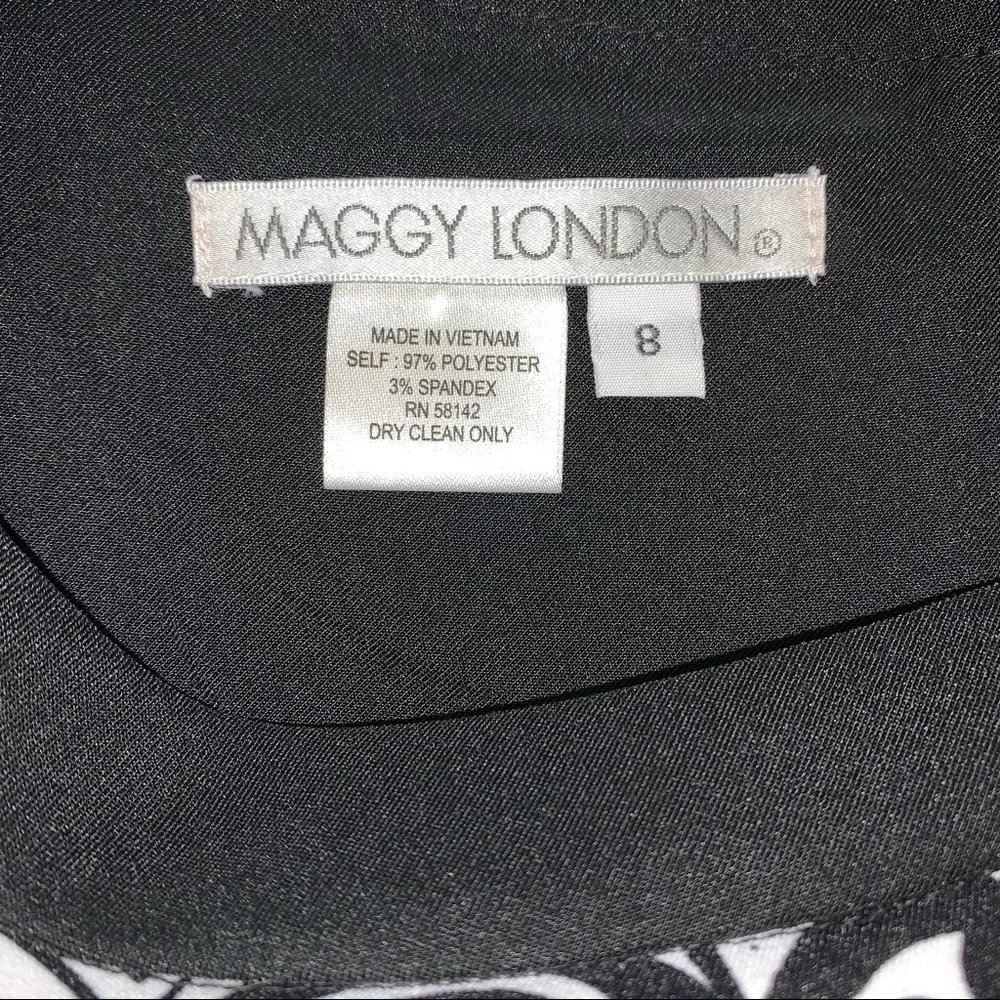 MAGGY LONDON®
MADE IN VIETNAM
SELF : 97% POLYESTER
3% SPANDEX
RN 58142
DRY CLEAN ONLY
8